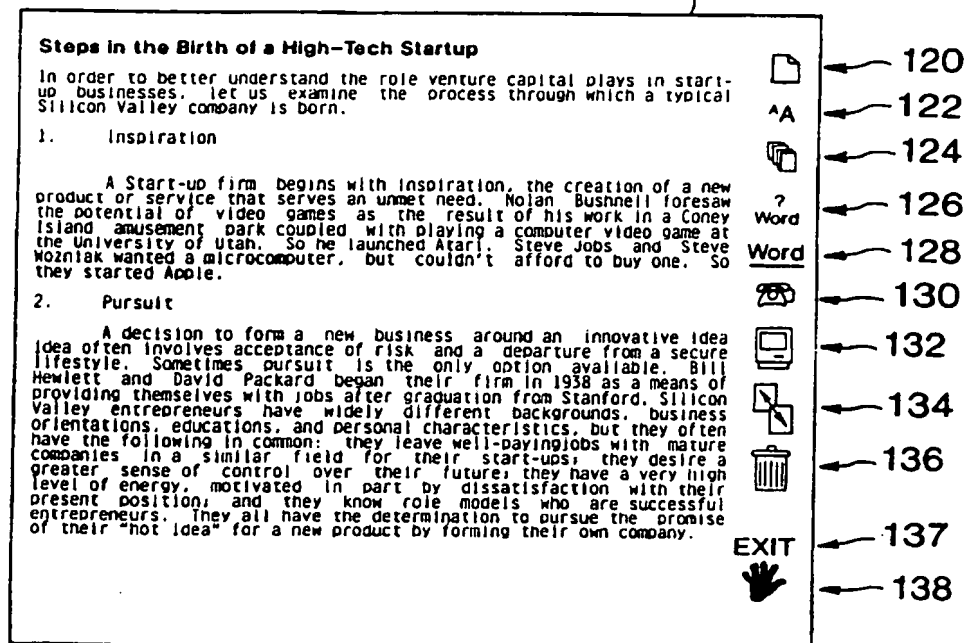 Steps in the Birth of a High-Tech Startup
In order to better understand the role venture capital plays in start-
up businesses, let us examine the process through which a typical
Silicon Valley company is born.
1. Inspiration
A Start-up firm begins with inspiration, the creation of a new
product or service that serves an unmet need. Nolan Bushnell foresaw
the potential of video games as the result of his work in a Coney
Island amusement park coupled with playing a computer video game at
the University of Utah. So he launched Atari. Steve Jobs and Steve
Wozniak wanted a microcomputer, but couldn't afford to buy one. So
they started Apple.
2. Pursuit
A decision to form a new business around an innovative idea
idea often involves acceptance of risk and a departure from a secure
lifestyle. Sometimes pursuit is the only option available. Bill
Hewlett and David Packard began their firm in 1938 as a means of
providing themselves with jobs after graduation from Stanford. Silicon
Valley entrepreneurs have widely different backgrounds, business
orientations, educations, and personal characteristics, but they often
have the following in common: they leave well-payingjobs with mature
companies in a similar field for their start-ups; they desire a
greater sense of control over their future; they have a very high
level of energy, motivated in part by dissatisfaction with their
present position; and they know role models who are successful
entrepreneurs. They all have the determination to pursue the promise
of their "hot idea" for a new product by forming their own company.
120
AA 122
124
? Word 126
Word 128
130
132
134
136
EXIT 137
138